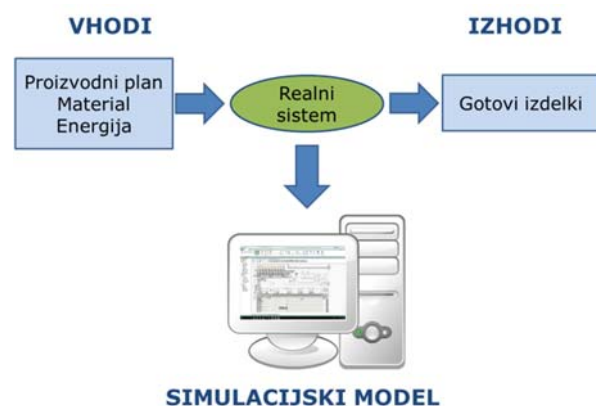 VHODI
IZHODI
Proizvodni plan
Material
Energija
Realni
sistem
Gotovi izdelki
SIMULACIJSKI MODEL